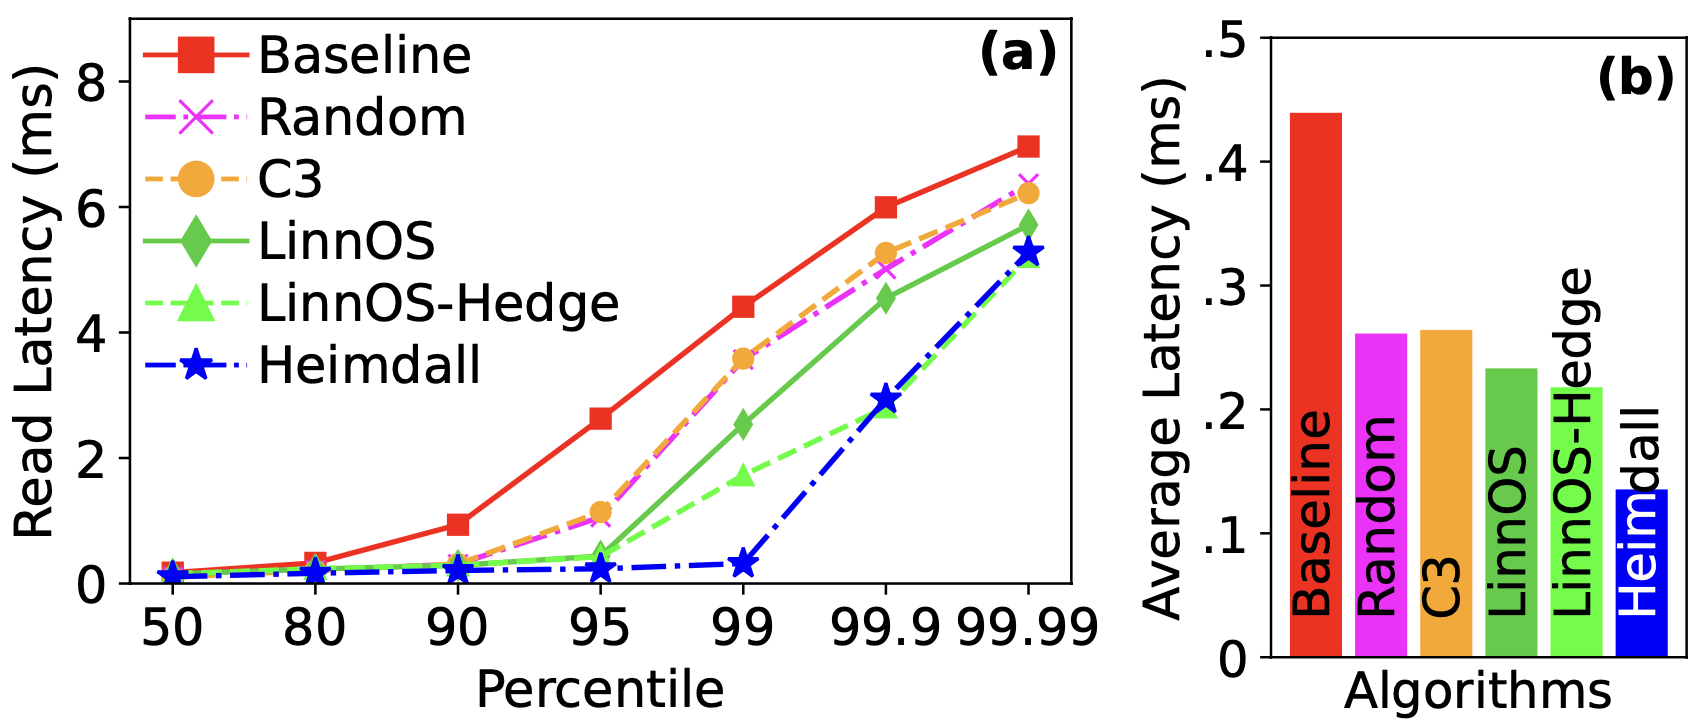 Read Latency (ms)
8
6
4
2
0
Baseline
Random
C3
LinnOS
LinnOS-Hedge
Heimdall
(a)
50 80 90 95 99 99.9 99.99
Percentile
Average Latency (ms)
.5
.4
.3
.2
.1
0
(b)
Baseline
Random
C3
LinnOS
LinnOS-Hedge
Heimdall
Algorithms